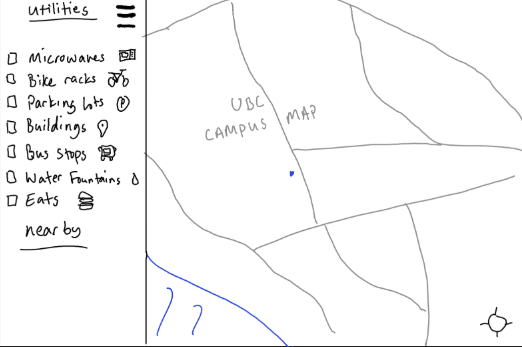 utilities
Microwaves
Bike racks
Parking lots P
Buildings
Bus stops
Water Fountains
Eats
nearby
UBC
CAMPUS MAP